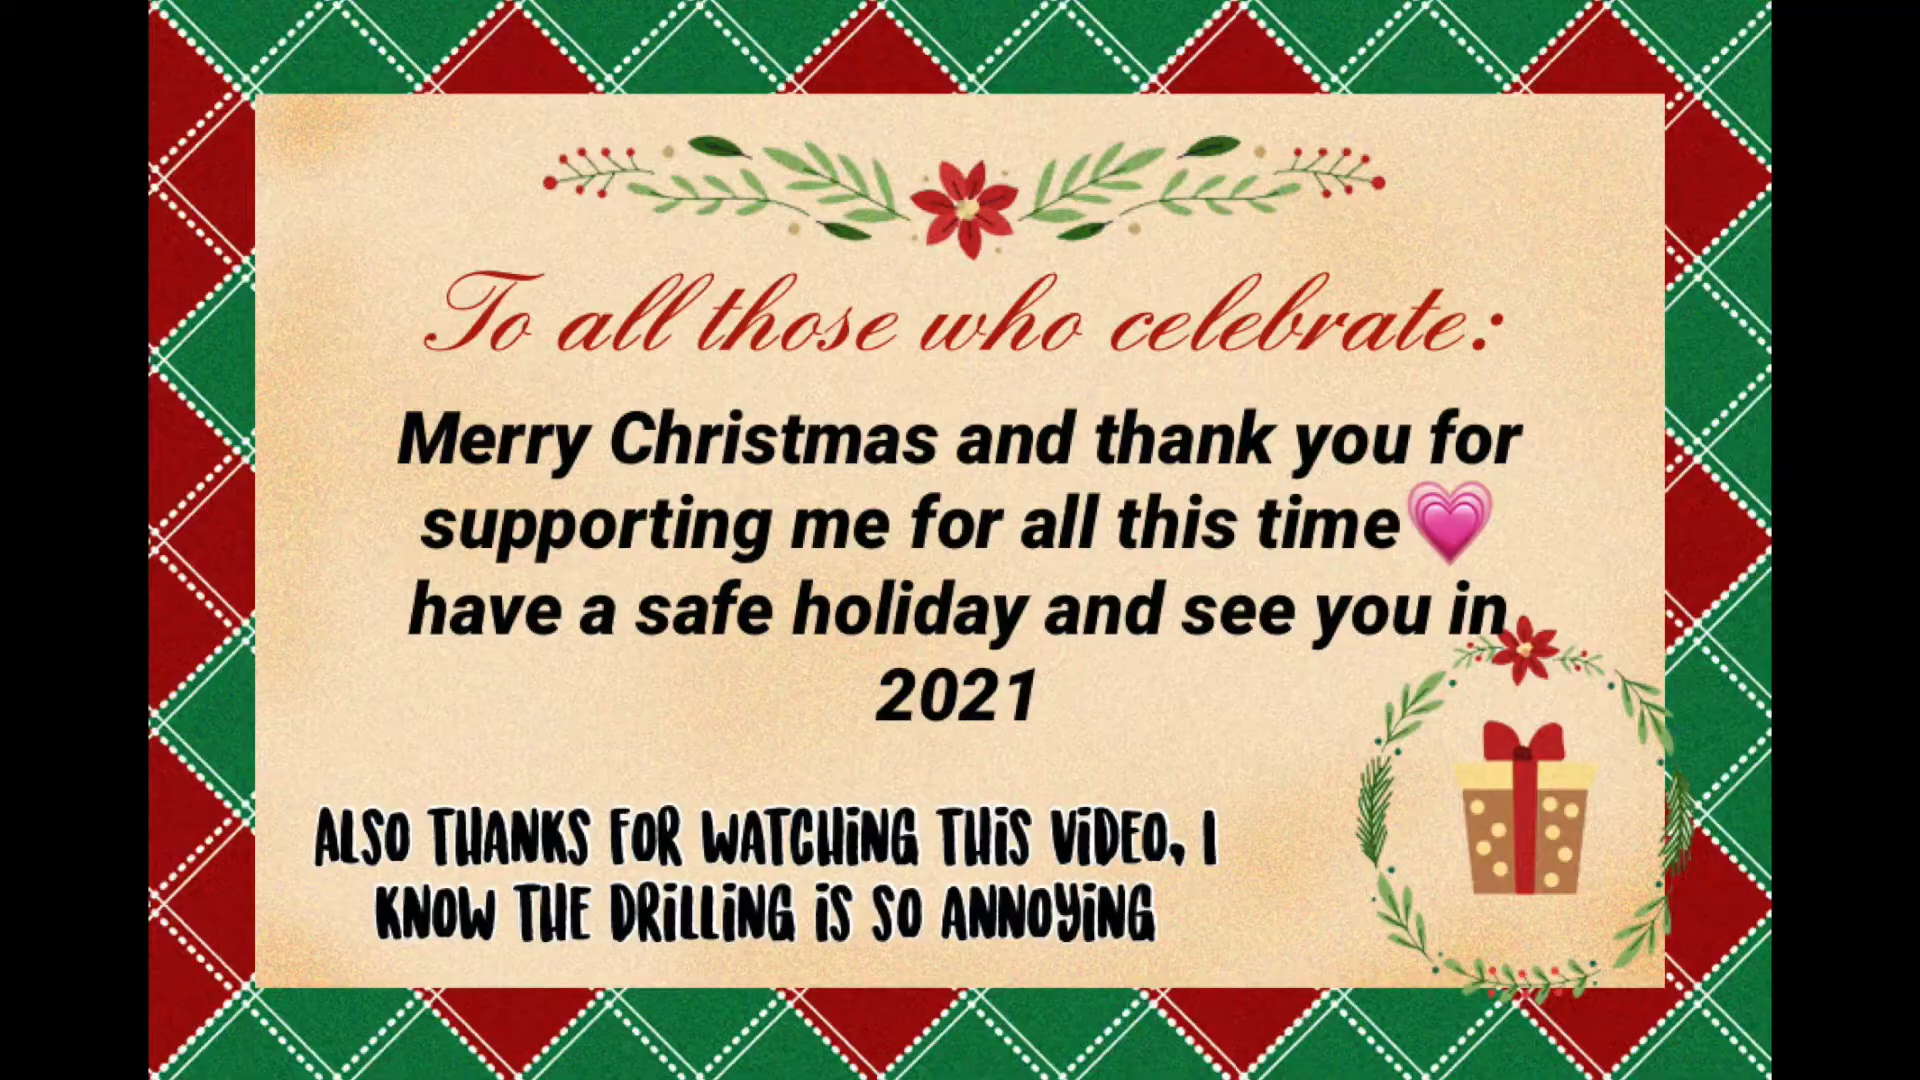 To all those who celebrate:
Merry Christmas and thank you for
supporting me for all this time💗
have a safe holiday and see you in
2021
ALSO THANKS FOR WATCHiNG THiS ViDEO, I
KNOW THE DRiLLiNG iS SO ANNOYiNG